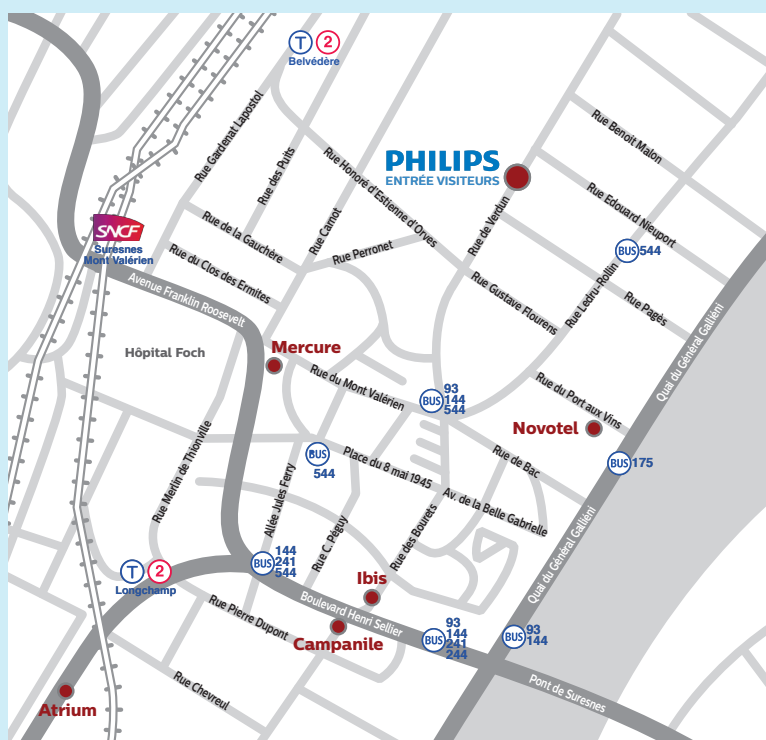 T 2
Belvédère
Rue Gardenat Lapostol
Rue des Puits
Rue Honoré d'Estienne d'Orves
Rue Benoit Malon
PHILIPS
ENTRÉE VISITEURS
Rue Edouard Nieuport
Rue de Verdun
SNCF
Suresnes
Mont Valérien
Rue de la Gauchère
Rue Carnot
Rue Perronet
BUS 544
Rue du Clos des Ermites
Avenue Franklin Roosevelt
Rue Gustave Flourens
Rue Ledru-Rollin
Rue Pagès
Quai du Général Galliéni
Hôpital Foch
Mercure
Rue du Mont Valérien
BUS 93
144
544
Rue du Port aux Vins
Novotel
Rue Merlin de Thionville
BUS
544
Place du 8 mai 1945
Rue de Bac
BUS 175
Allée Jules Ferry
Rue C. Péguy
Rue des Bourets
Av. de la Belle Gabrielle
Quai du Général Galliéni
T 2
Longchamp
BUS 144
241
544
Ibis
Boulevard Henri Sellier
Rue Pierre Dupont
Campanile
BUS 93
144
241
244
BUS 93
144
Rue Chevreul
Pont de Suresnes
Atrium